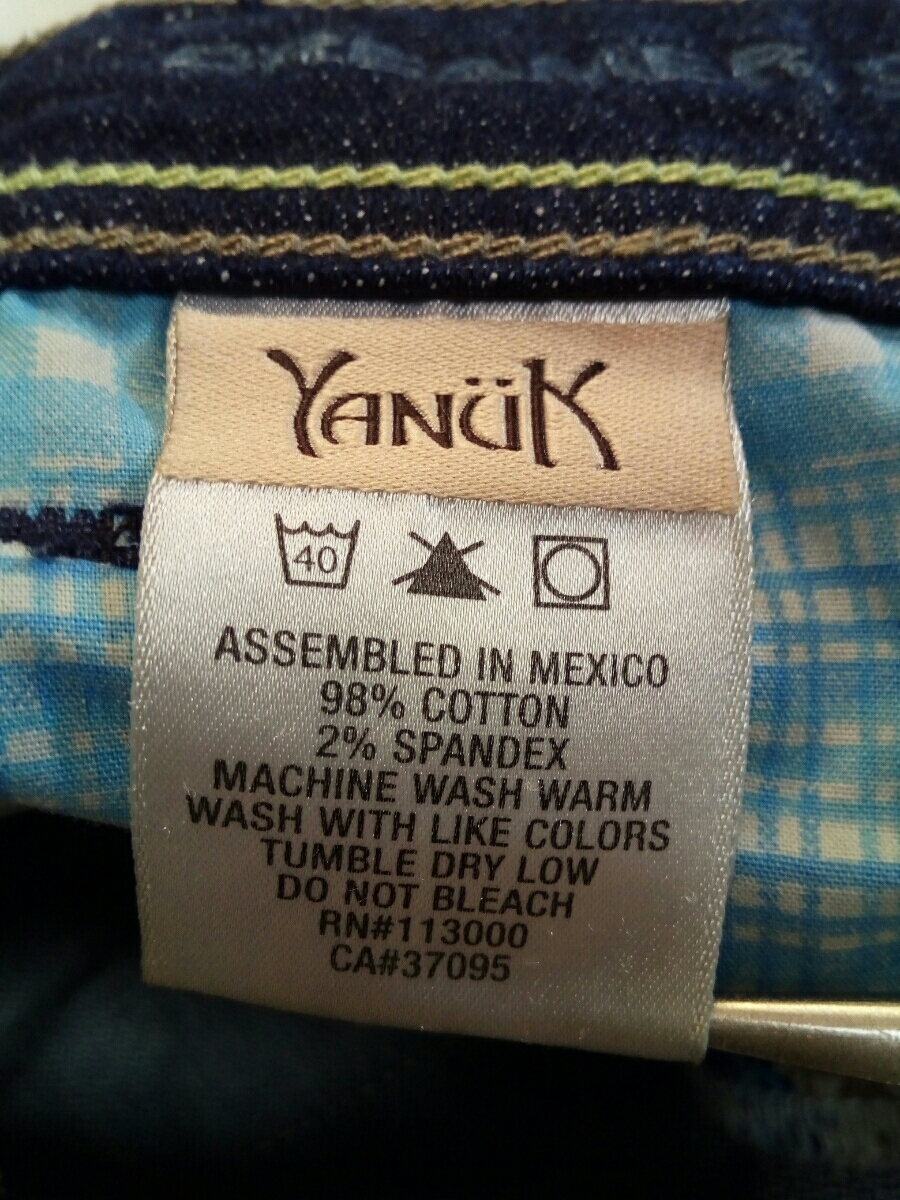 YANÜK
40
ASSEMBLED IN MEXICO
98% COTTON
2% SPANDEX
MACHINE WASH WARM
WASH WITH LIKE COLORS
TUMBLE DRY LOW
DO NOT BLEACH
RN#113000
CA#37095